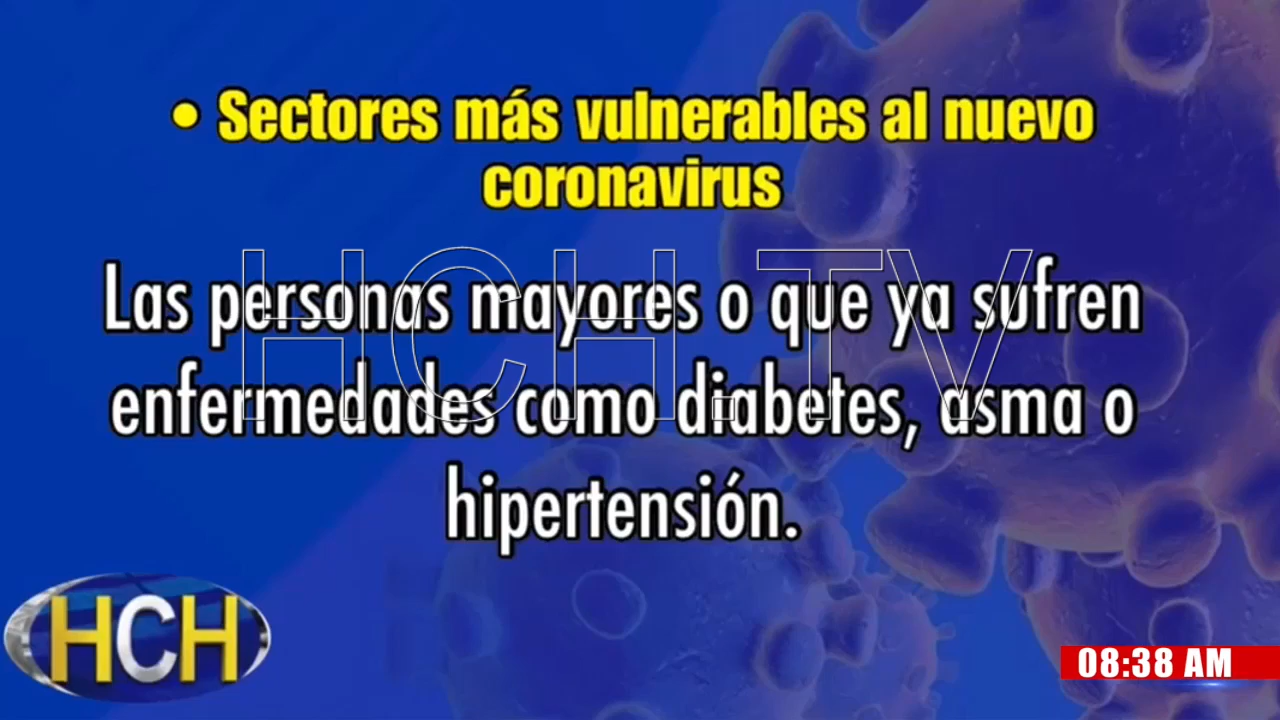 • Sectores más vulnerables al nuevo
coronavirus
HCH.TV
Las personas mayores o que ya sufren
enfermedades como diabetes, asma o
hipertensión.
HCH
08:38 AM